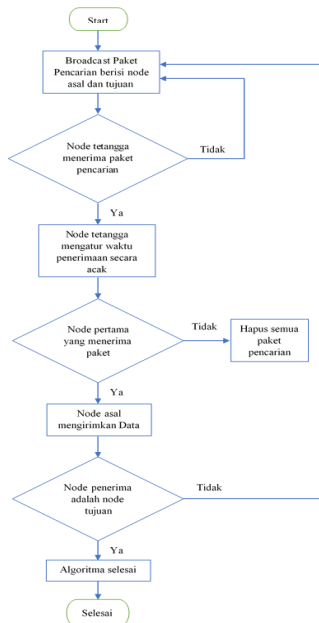 Start
Broadcast Paket
Pencarian berisi node
asal dan tujuan
Node tetangga
menerima paket
pencarian
Tidak
Ya
Node tetangga
mengatur waktu
penerimaan secara
acak
Node pertama
yang menerima
paket
Tidak
Hapus semua
paket
pencarian
Ya
Node asal
mengirimkan Data
Node penerima
adalah node
tujuan
Tidak
Ya
Algoritma selesai
Selesai